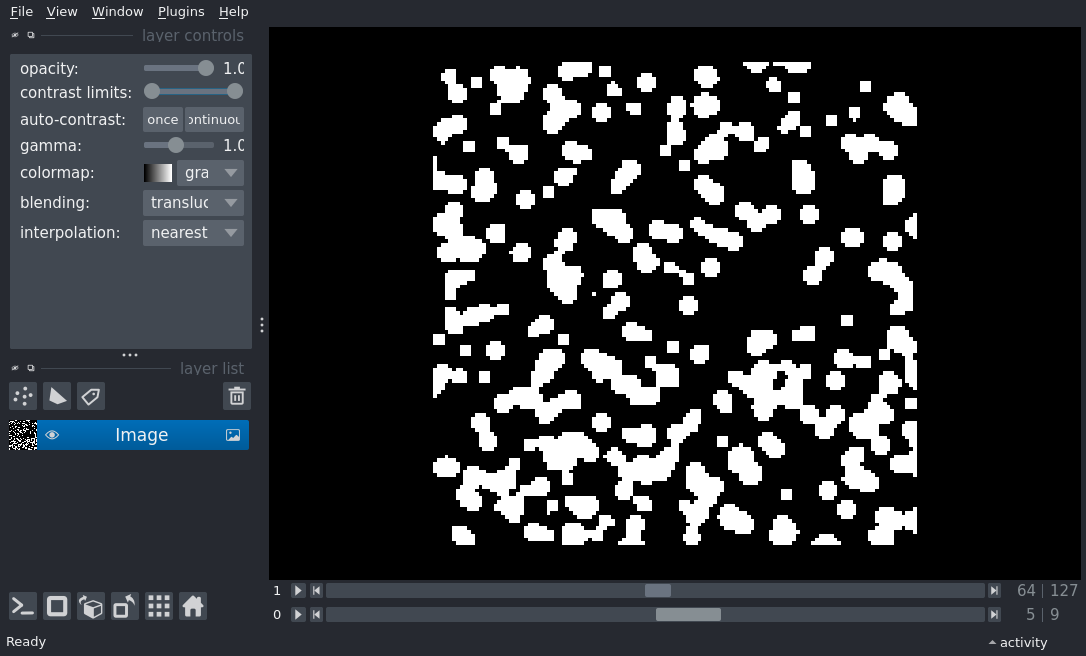 File View Window Plugins Help
layer controls
opacity: 1.0
contrast limits:
auto-contrast: once ontinuou
gamma: 1.0
colormap: gra
blending: transluc
interpolation: nearest
layer list
Image
1 64 | 127
0 5 | 9
Ready activity